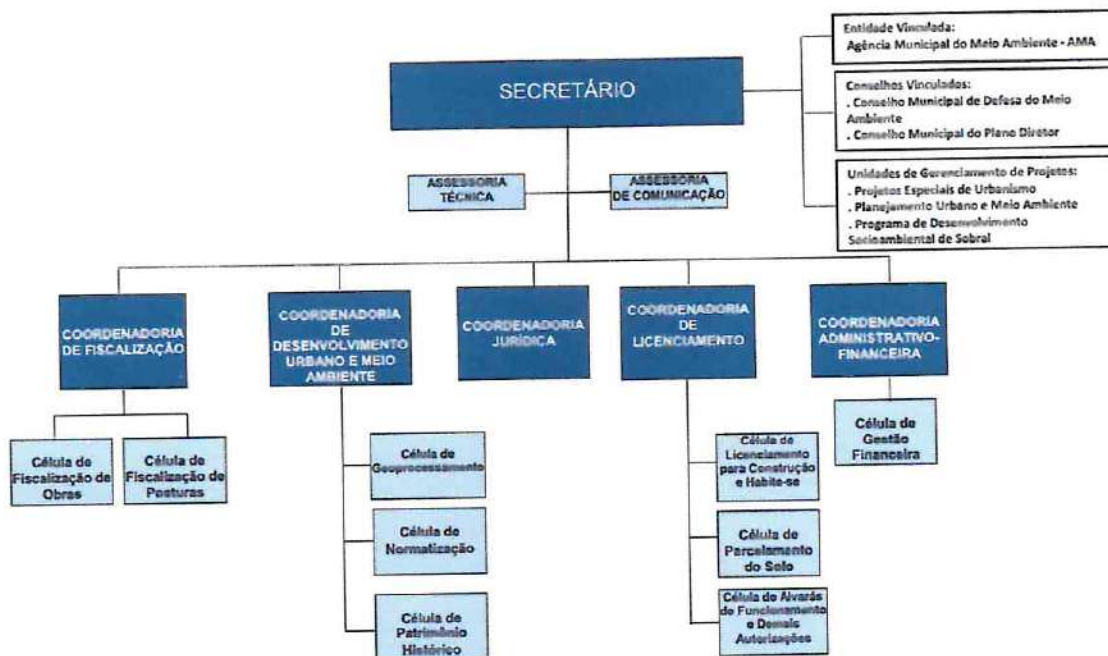 Entidade Vinculada:
Agência Municipal do Meio Ambiente - AMA
SECRETÁRIO
Conselhos Vinculados:
. Conselho Municipal de Defesa do Meio
Ambiente
. Conselho Municipal do Plano Diretor
ASSESSORIA
TÉCNICA
ASSESSORIA
DE COMUNICAÇÃO
Unidades de Gerenciamento de Projetos:
. Projetos Especiais de Urbanismo
. Planejamento Urbano e Meio Ambiente
. Programa de Desenvolvimento
Socioambiental de Sobral
COORDENADORIA
DE FISCALIZAÇÃO
COORDENADORIA
DE
DESENVOLVIMENTO
URBANO E MEIO
AMBIENTE
COORDENADORIA
JURÍDICA
COORDENADORIA
DE
LICENCIAMENTO
COORDENADORIA
ADMINISTRATIVO-
FINANCEIRA
Célula de
Fiscalização de
Obras
Célula de
Fiscalização de
Posturas
Célula de
Geoprocessamento
Célula de
Normatização
Célula de
Patrimônio
Histórico
Célula de
Licenciamento
para Construção
e Habite-se
Célula de
Parcelamento
do Solo
Célula de Alvarás
de Funcionamento
e Demais
Autorizações
Célula de
Gestão
Financeira